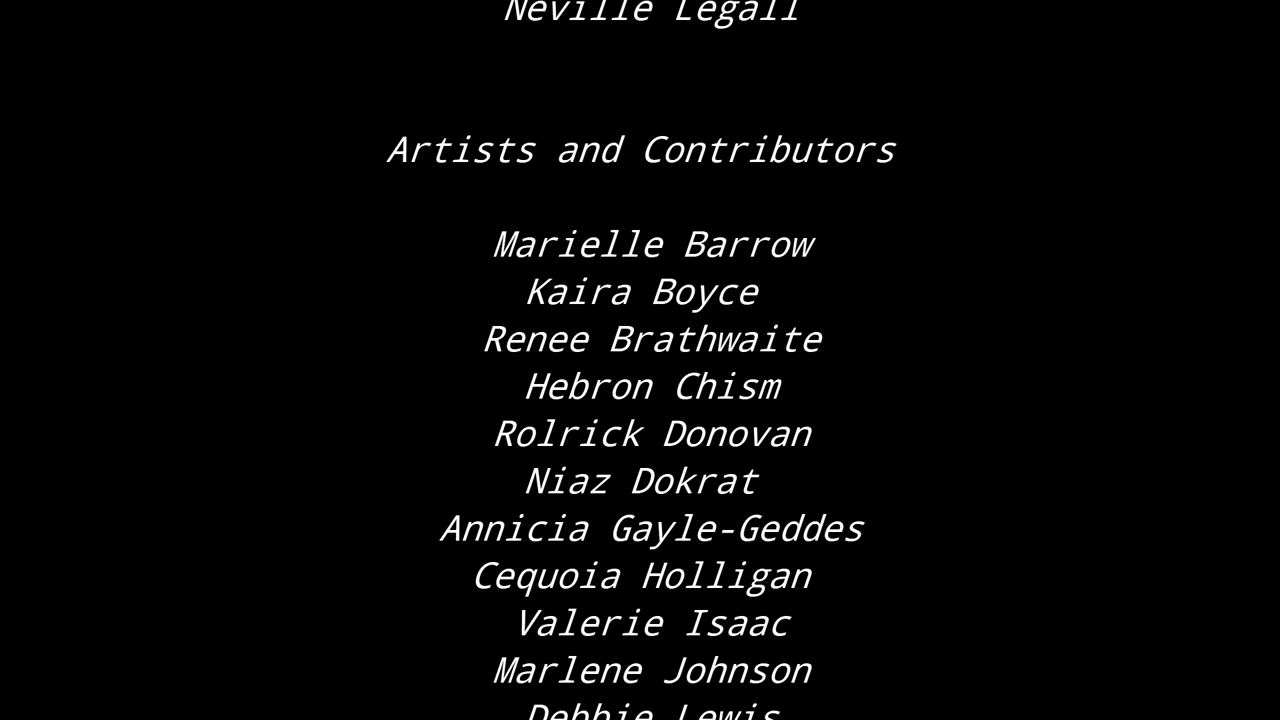 Neville Legall
Artists and Contributors
Marielle Barrow
Kaira Boyce
Renee Brathwaite
Hebron Chism
Rolrick Donovan
Niaz Dokrat
Annicia Gayle-Geddes
Cequoia Holligan
Valerie Isaac
Marlene Johnson
Debbie Lewis